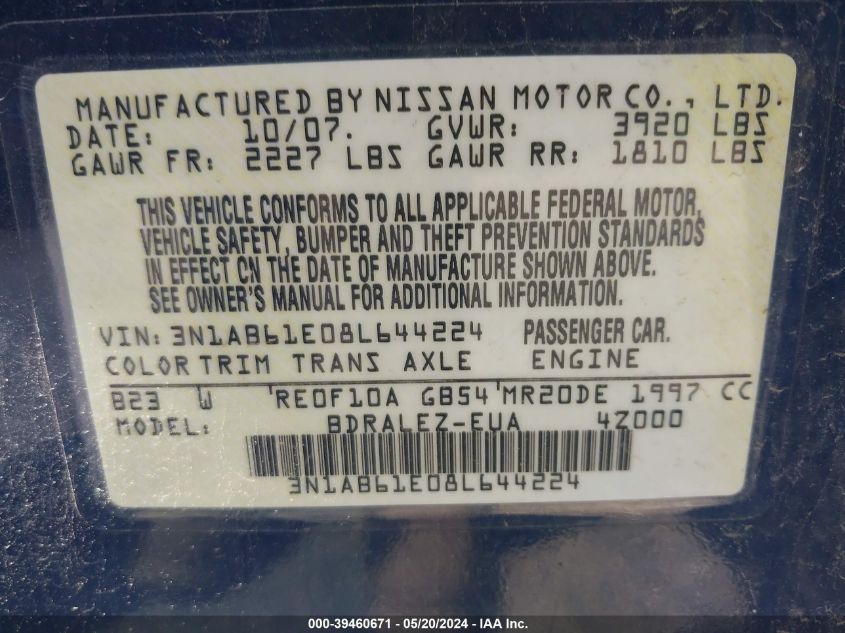 MANUFACTURED BY NISSAN MOTOR CO., LTD.
DATE: 10/07. GVWR: 3920 LBS
GAWR FR: 2227 LBS GAWR RR: 1810 LBS
THIS VEHICLE CONFORMS TO ALL APPLICABLE FEDERAL MOTOR,
VEHICLE SAFETY, BUMPER AND THEFT PREVENTION STANDARDS
IN EFFECT ON THE DATE OF MANUFACTURE SHOWN ABOVE.
SEE OWNER'S MANUAL FOR ADDITIONAL INFORMATION.
VIN: 3N1AB61E08L644224 PASSENGER CAR.
COLOR TRIM TRANS AXLE ENGINE
B23 W RE0F10A GB54 MR20DE 1997 CC
MODEL: BDRALEZ-EUA 4Z000
3N1AB61E08L644224
000-39460671 - 05/20/2024 - IAA Inc.